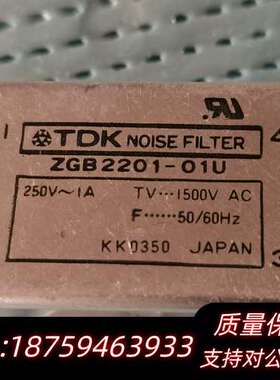 TDK NOISE FILTER
ZGB2201-01U
250V~1A TV···1500V AC
F······50/60Hz
KK0350 JAPAN
1
4
3
质量保
:18759463933
支持对公